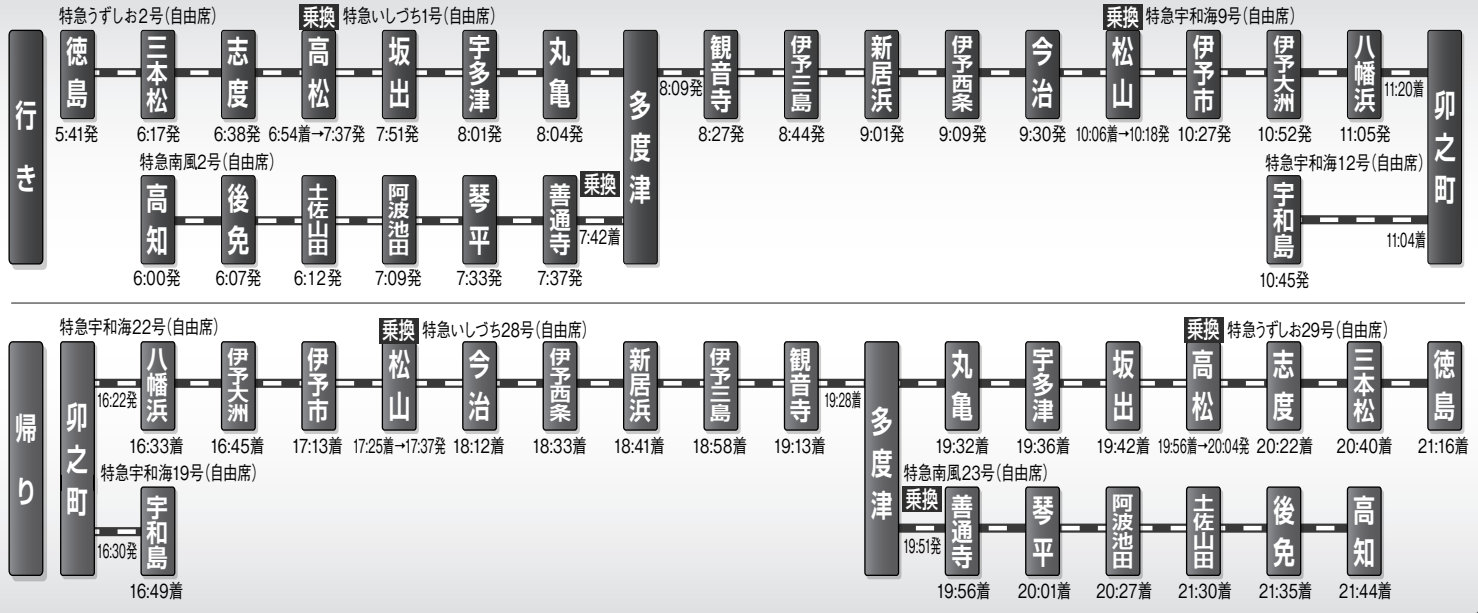 特急うずしお2号(自由席)
乗換
特急いしづち1号(自由席)
乗換
特急宇和海9号(自由席)
行き
徳島
三本松
志度
高松
坂出
宇多津
丸亀
多度津
8:09発
観音寺
伊予三島
新居浜
伊予西条
今治
松山
伊予市
伊予大洲
八幡浜
11:20着
卯之町
5:41発
6:17発
6:38発
6:54着→7:37発
7:51発
8:01発
8:04発
8:27発
8:44発
9:01発
9:09発
9:30発
10:06着→10:18発
10:27発
10:52発
11:05発
特急南風2号(自由席)
乗換
高知
後免
土佐山田
阿波池田
琴平
善通寺
7:42着
6:00発
6:07発
6:12発
7:09発
7:33発
7:37発
特急宇和海12号(自由席)
宇和島
11:04着
10:45発
特急宇和海22号(自由席)
乗換
特急いしづち28号(自由席)
乗換
特急うずしお29号(自由席)
帰り
卯之町
16:22発
八幡浜
伊予大洲
伊予市
松山
今治
伊予西条
新居浜
伊予三島
観音寺
19:28着
多度津
丸亀
宇多津
坂出
高松
志度
三本松
徳島
16:33着
16:45着
17:13着
17:25着→17:37発
18:12着
18:33着
18:41着
18:58着
19:13着
19:32着
19:36着
19:42着
19:56着→20:04発
20:22着
20:40着
21:16着
特急宇和海19号(自由席)
16:30発
宇和島
16:49着
特急南風23号(自由席)
乗換
19:51発
善通寺
琴平
阿波池田
土佐山田
後免
高知
19:56着
20:01着
20:27着
21:30着
21:35着
21:44着